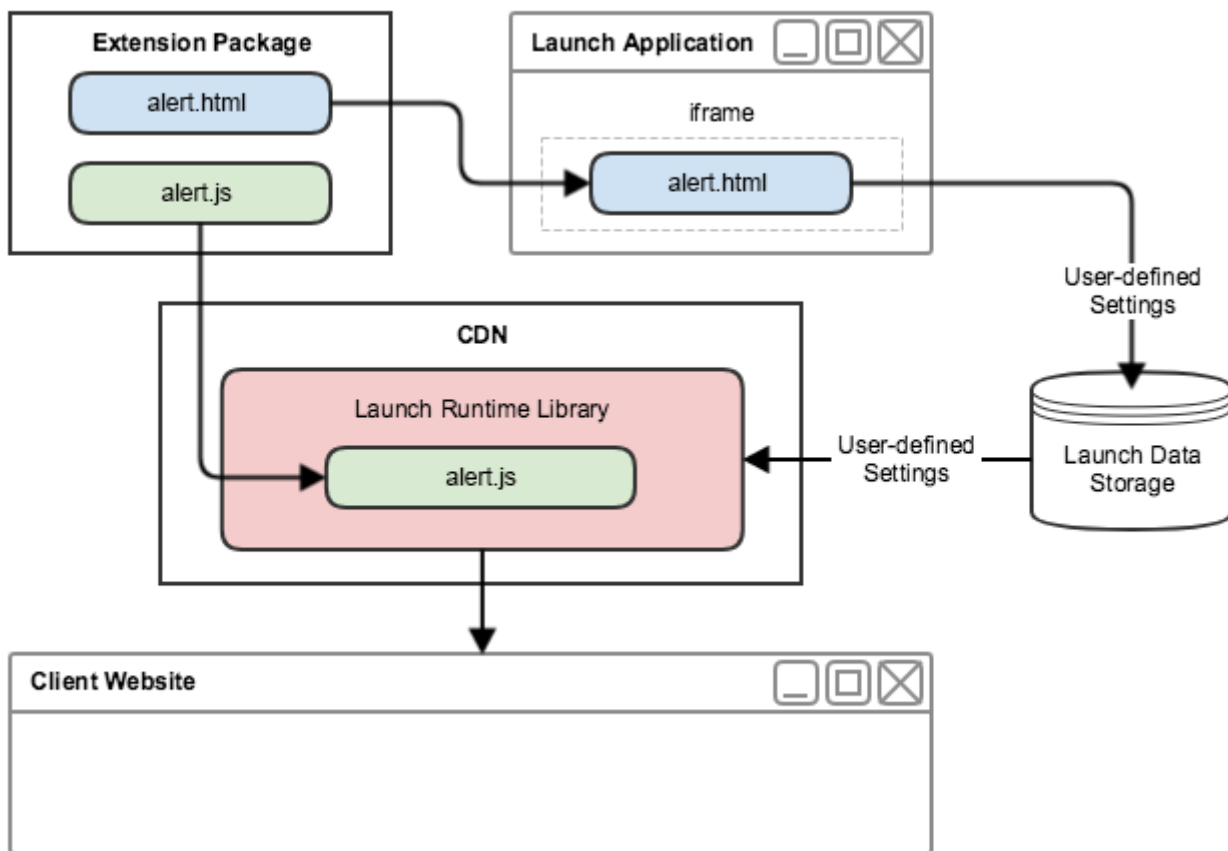 Extension Package
alert.html
alert.js
Launch Application
iframe
alert.html
User-defined
Settings
CDN
Launch Runtime Library
alert.js
User-defined
Settings
Launch Data
Storage
Client Website